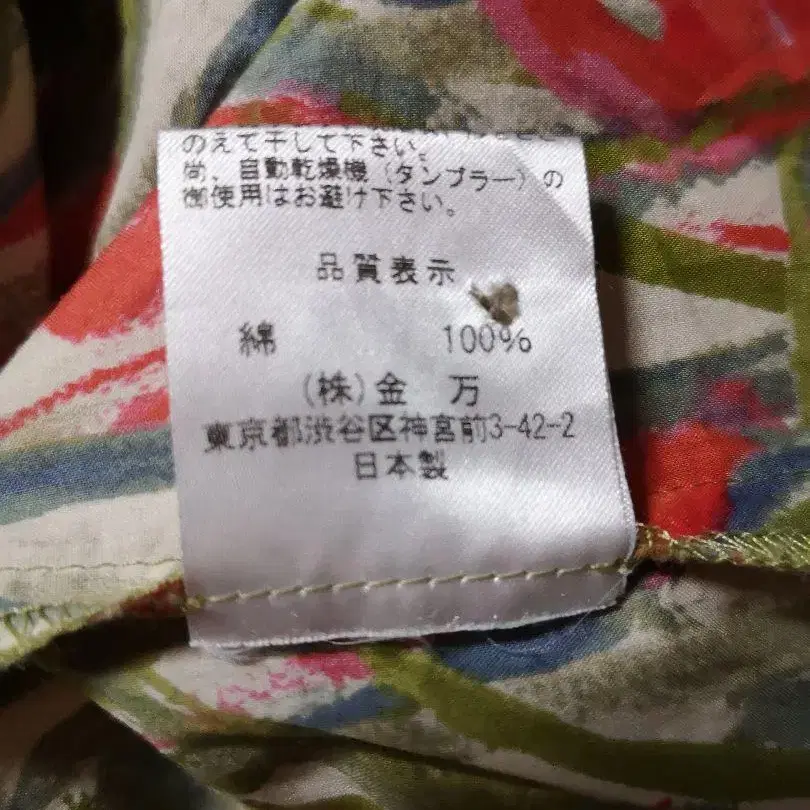 のえて干して下さい。
尚、自動乾燥機（タンブラー）の
御使用はお避け下さい。
品質表示
綿 100%
(株)金 万
東京都渋谷区神宮前3-42-2
日本製